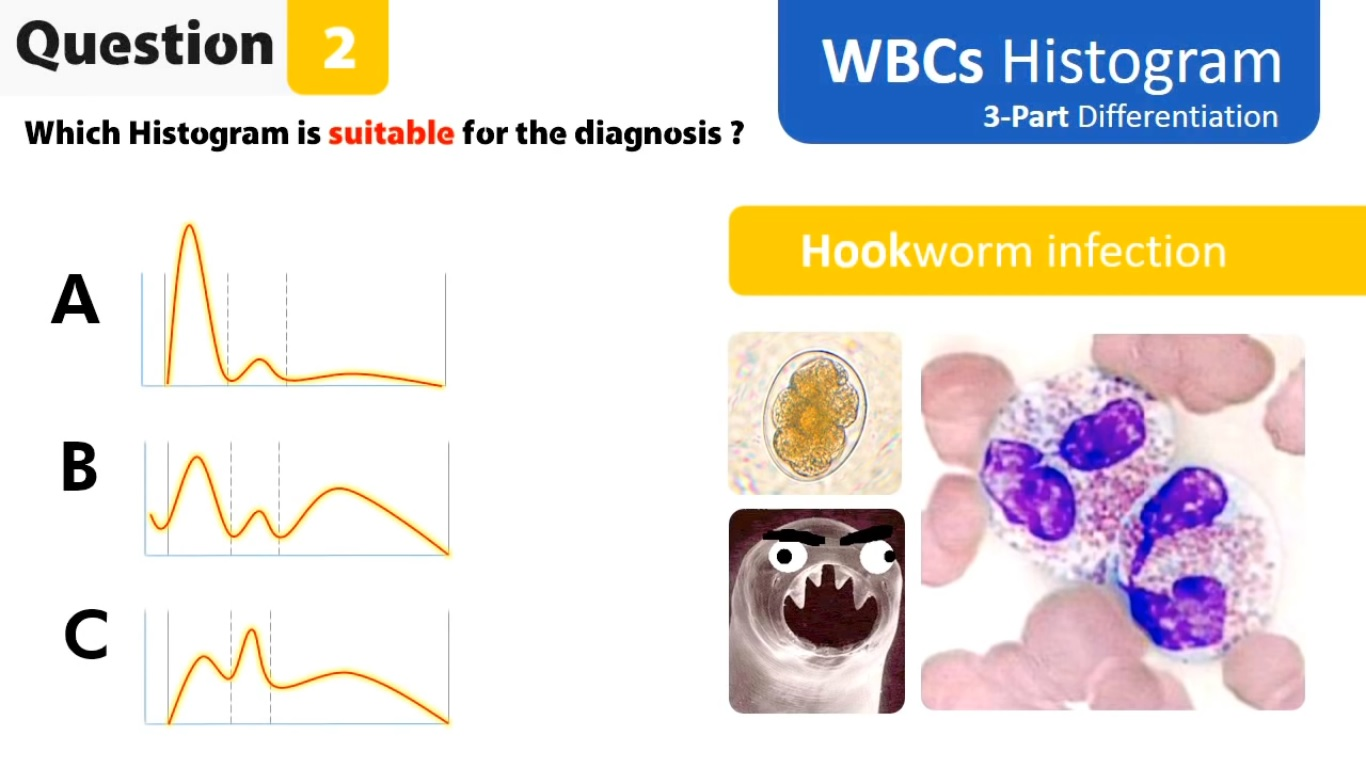 Question 2
WBCs Histogram
3-Part Differentiation
Which Histogram is suitable for the diagnosis ?
Hookworm infection
A
B
C